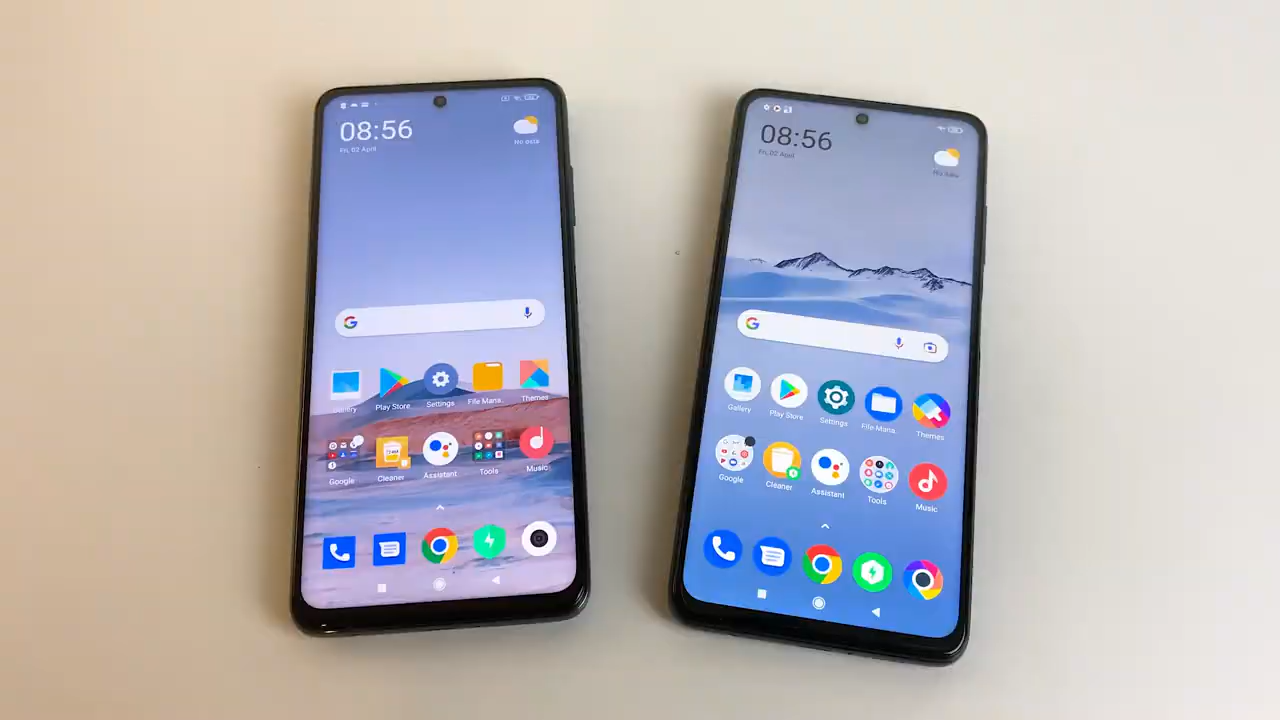 08:56
Fri, 02 April
No data
Gallery
Play Store
Settings
File Mana..
Themes
Google
Cleaner
Assistant
Tools
Music
08:56
Fri, 02 April
Gallery
Play Store
Settings
File Mana..
Themes
Google
Cleaner
Assistant
Tools
Music